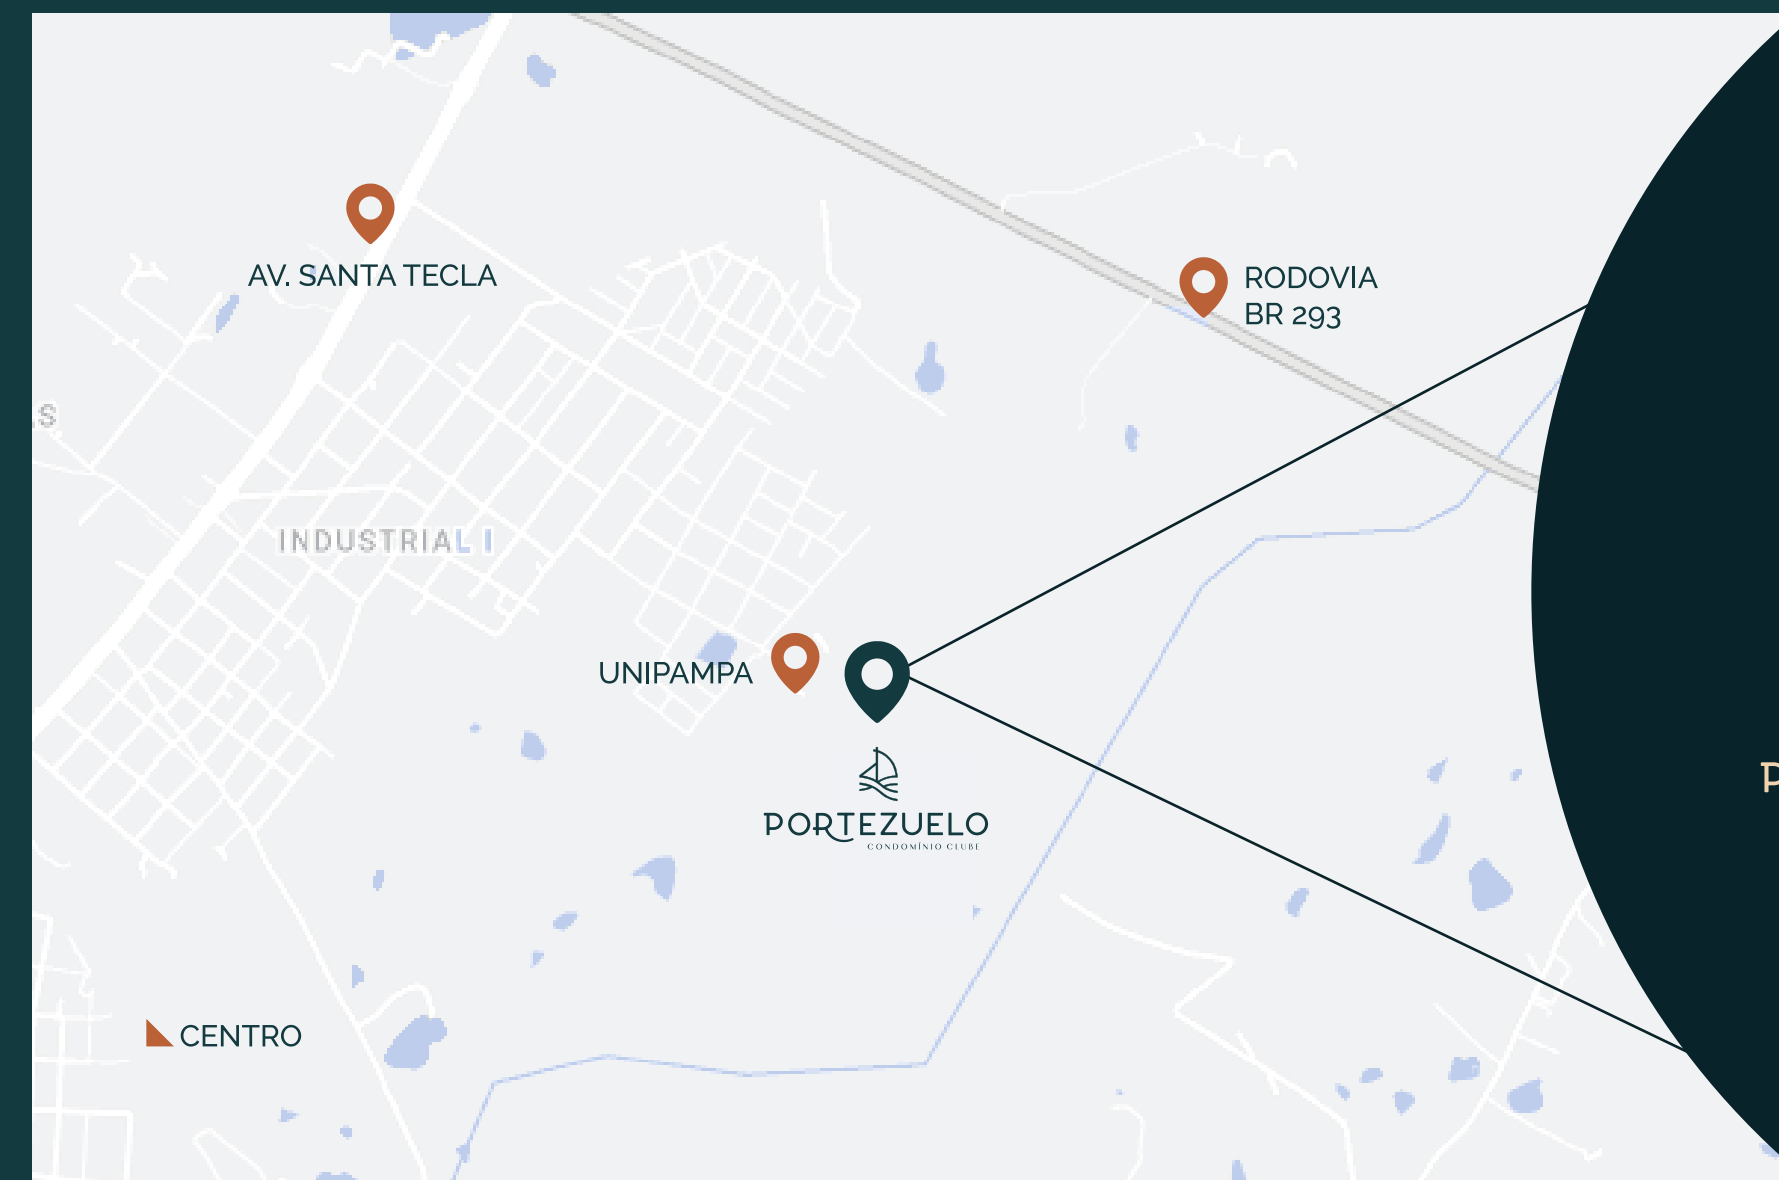 AV. SANTA TECLA
RODOVIA
BR 293
S
INDUSTRIAL I
UNIPAMPA
PORTEZUELO
CONDOMÍNIO CLUBE
P
CENTRO